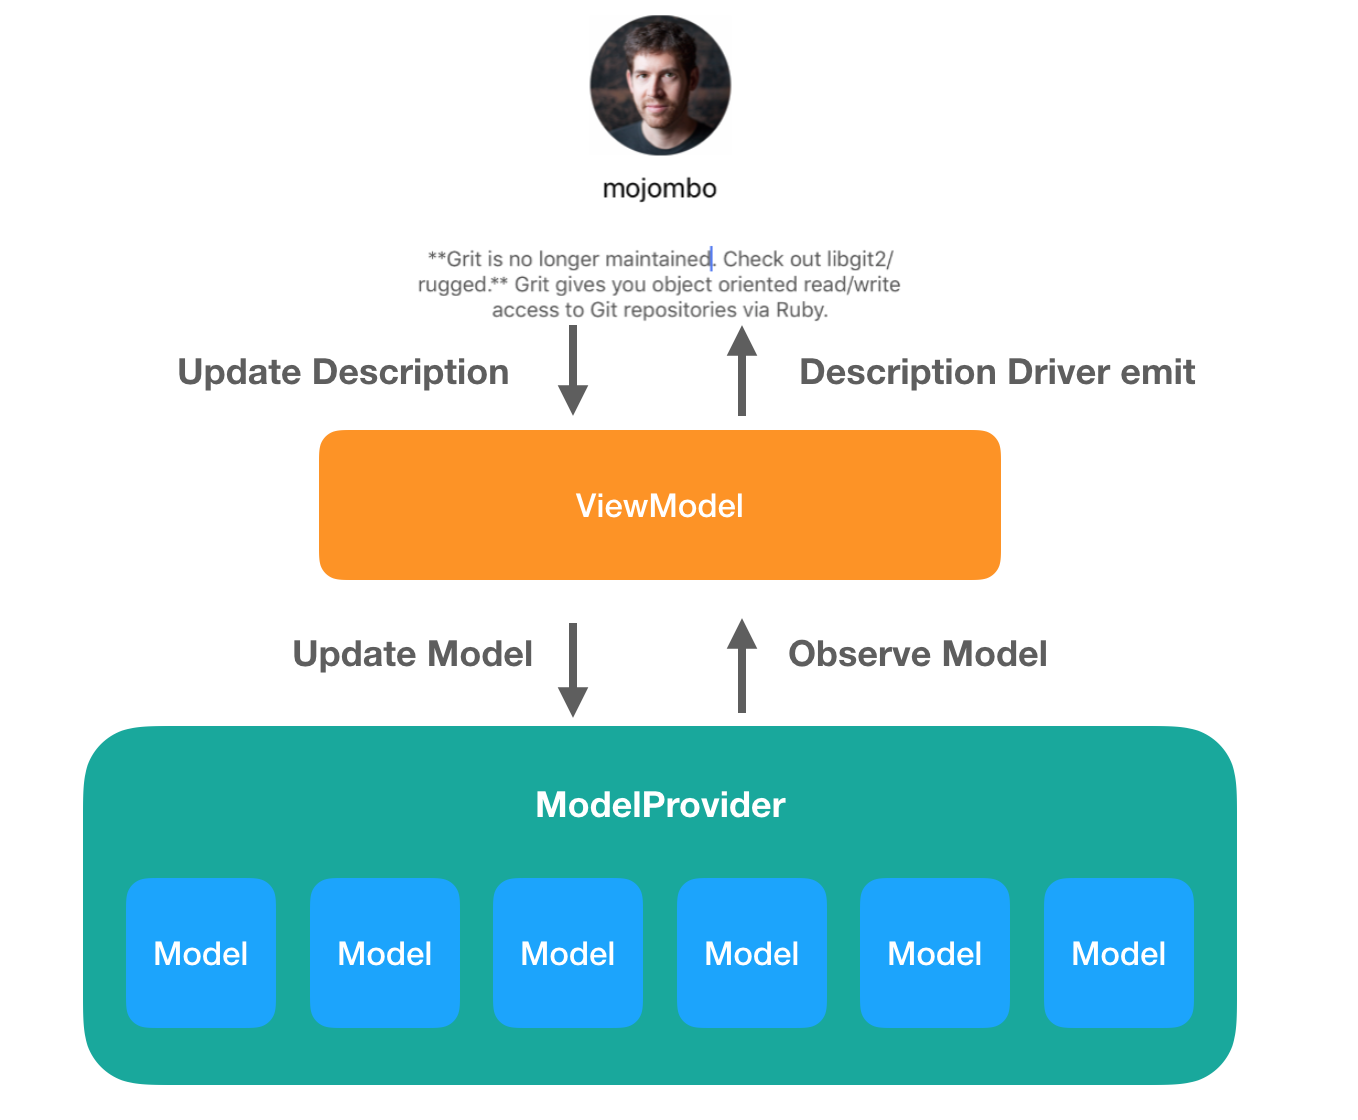 mojombo
**Grit is no longer maintained. Check out libgit2/
rugged.** Grit gives you object oriented read/write
access to Git repositories via Ruby.
Update Description
Description Driver emit
ViewModel
Update Model
Observe Model
ModelProvider
Model Model Model Model Model Model